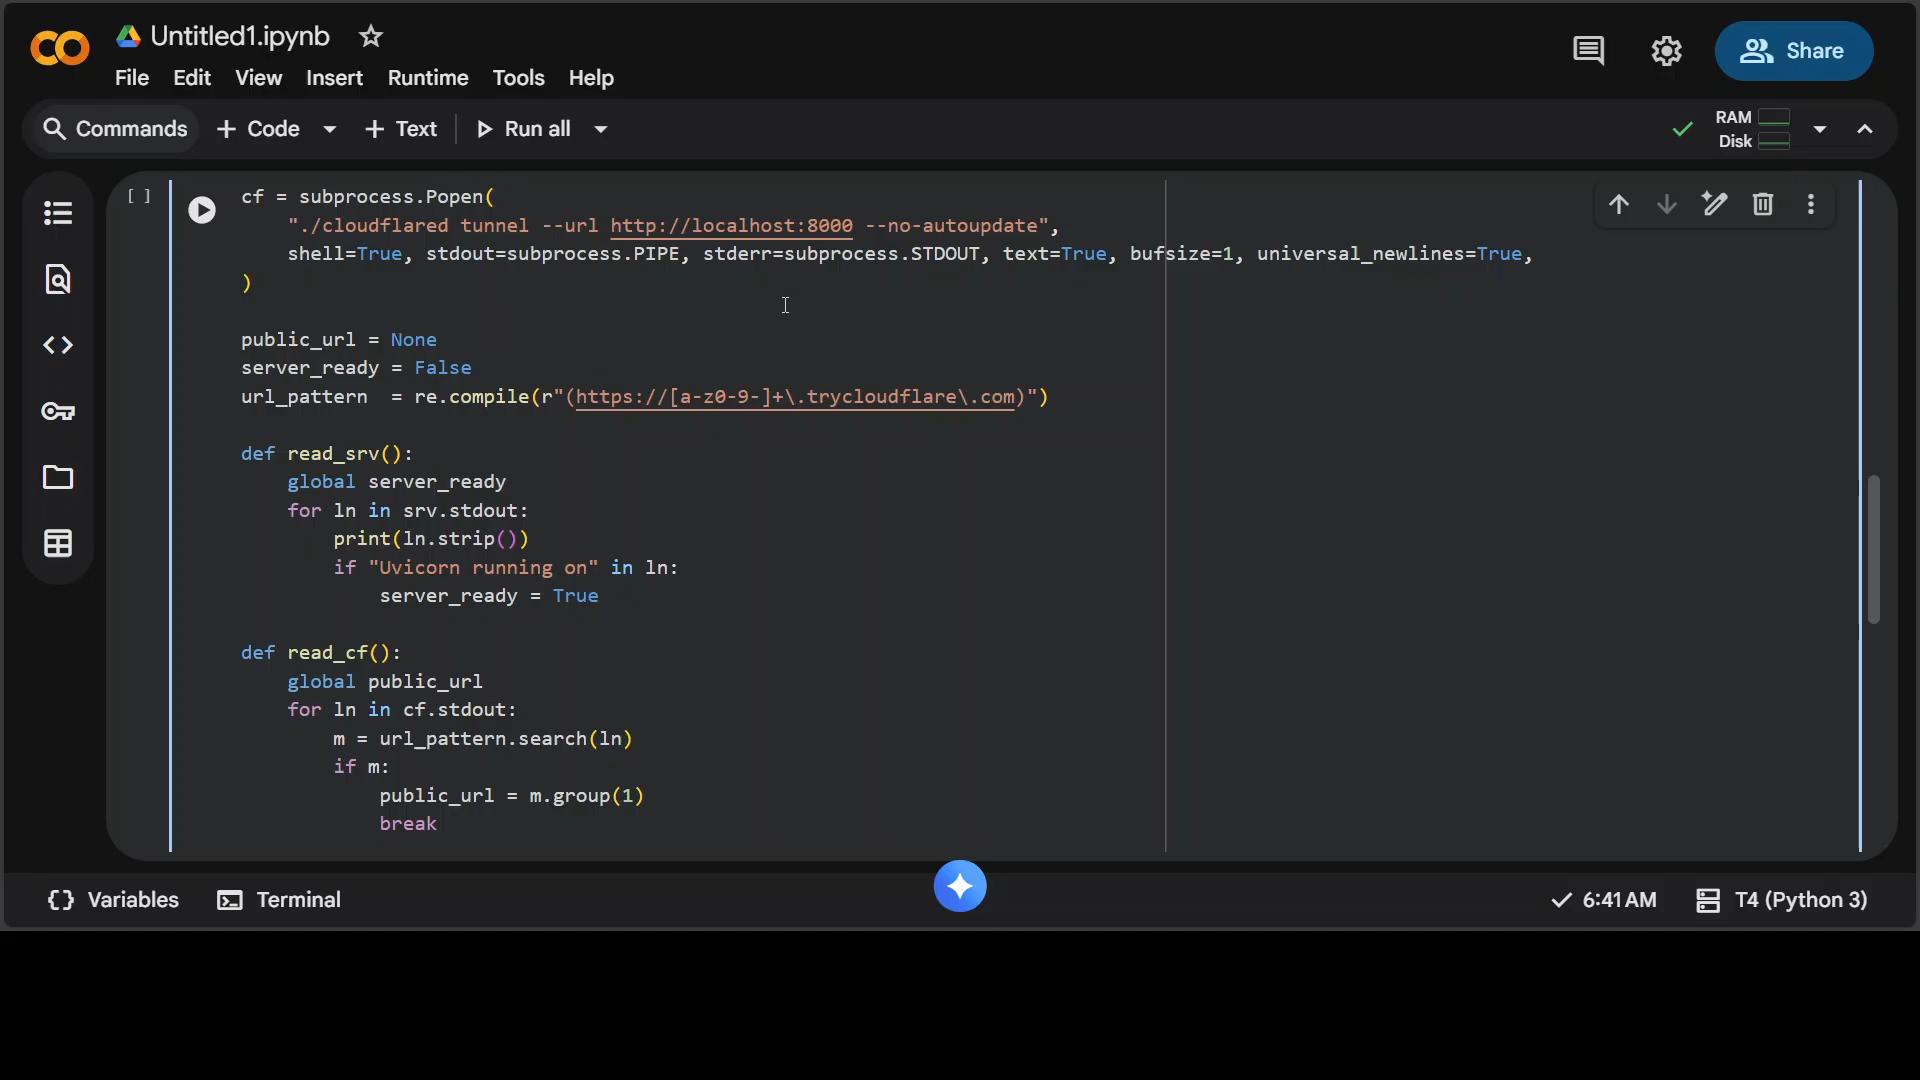 Untitled1.ipynb
File Edit View Insert Runtime Tools Help
Share
Commands + Code + Text Run all
RAM
Disk
[ ]
cf = subprocess.Popen(
    "./cloudflared tunnel --url http://localhost:8000 --no-autoupdate",
    shell=True, stdout=subprocess.PIPE, stderr=subprocess.STDOUT, text=True, bufsize=1, universal_newlines=True,
)
public_url = None
server_ready = False
url_pattern  = re.compile(r"(https://[a-z0-9-]+\.trycloudflare\.com)")
def read_srv():
    global server_ready
    for ln in srv.stdout:
        print(ln.strip())
        if "Uvicorn running on" in ln:
            server_ready = True
def read_cf():
    global public_url
    for ln in cf.stdout:
        m = url_pattern.search(ln)
        if m:
            public_url = m.group(1)
            break
Variables Terminal 6:41 AM T4 (Python 3)